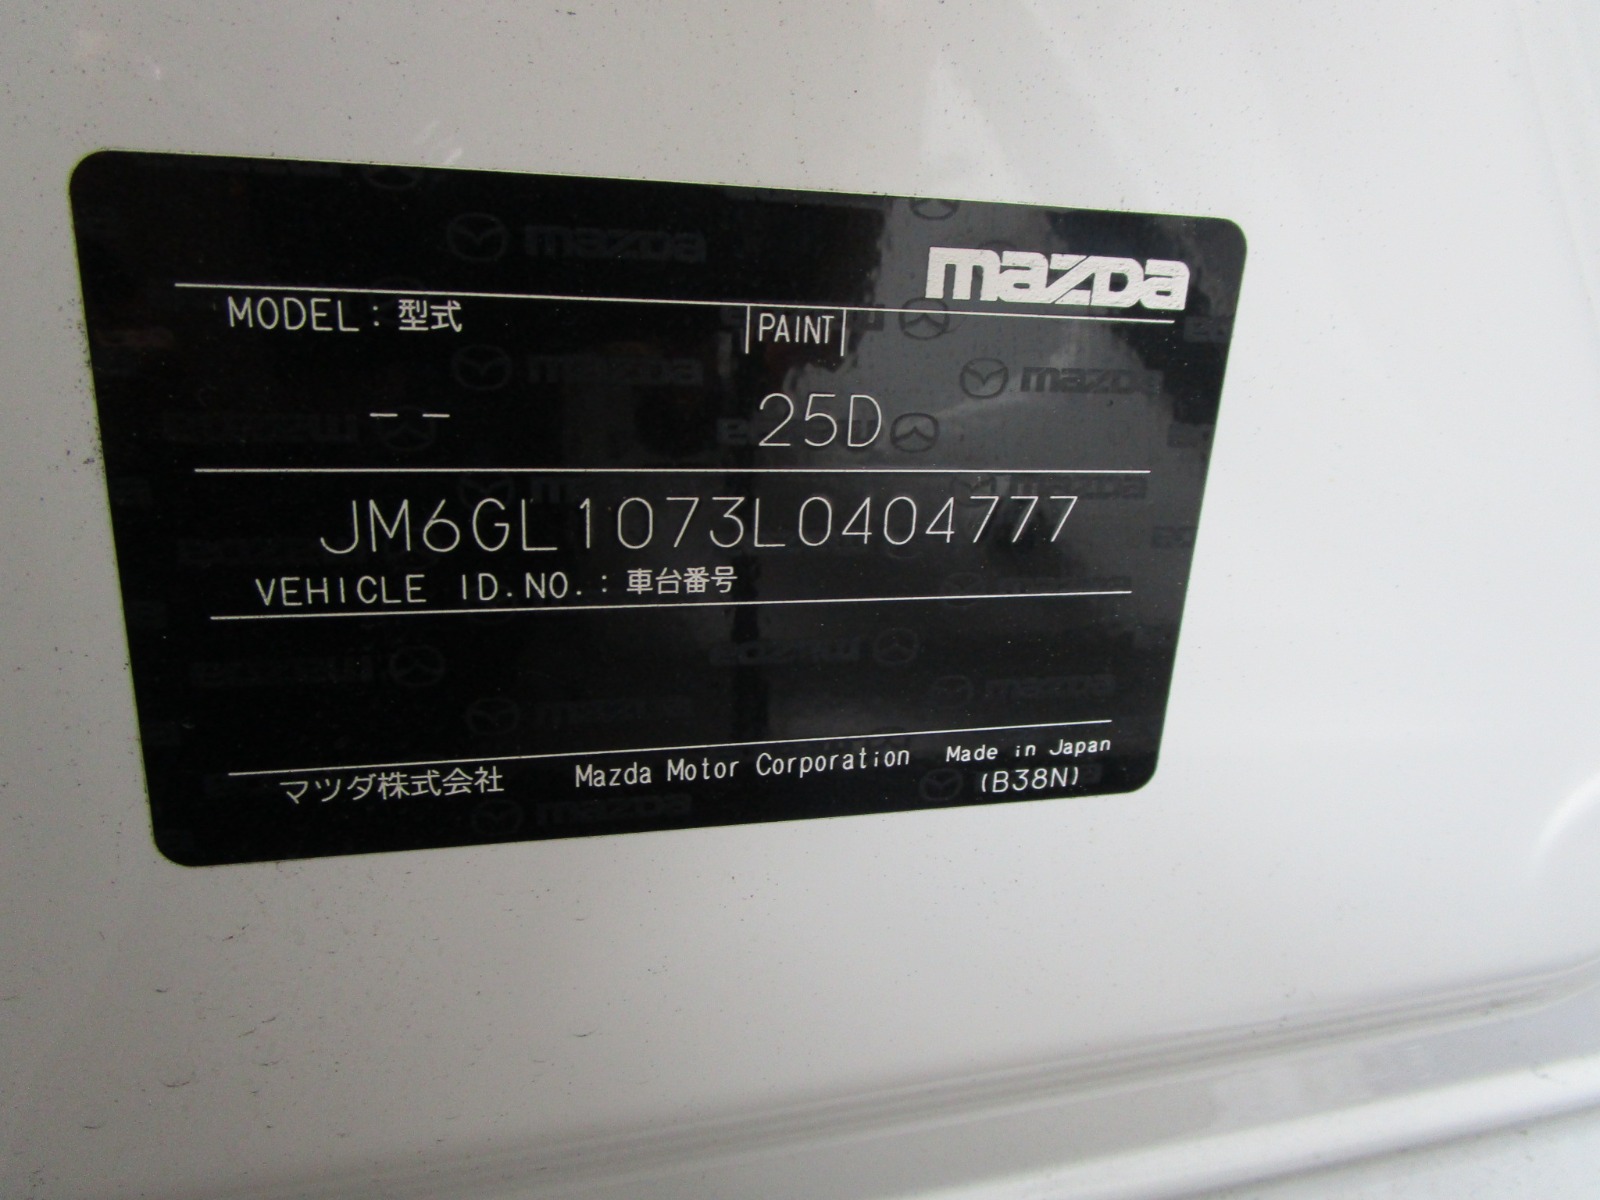 mazda
MODEL：型式 PAINT
-- 25D
JM6GL1073L0404777
VEHICLE ID.NO.：車台番号
マツダ株式会社 Mazda Motor Corporation Made in Japan
(B38N)